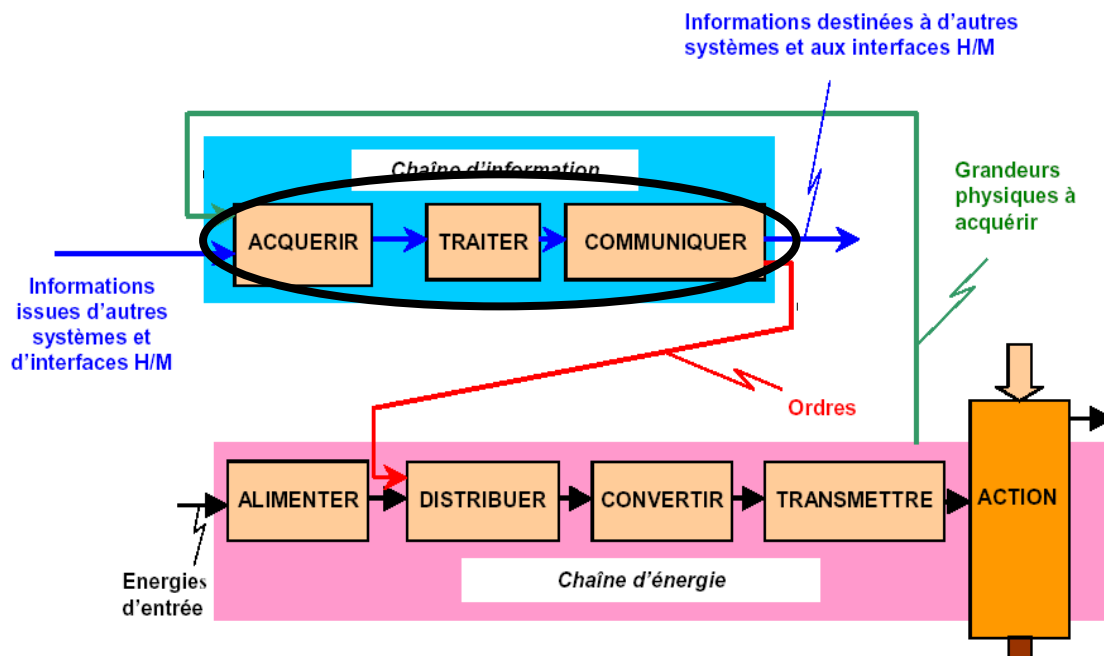 Informations destinées à d'autres
systèmes et aux interfaces H/M
Chaîne d'information
Grandeurs
physiques à
acquérir
ACQUERIR
TRAITER
COMMUNIQUER
Informations
issues d'autres
systèmes et
d'interfaces H/M
Ordres
ALIMENTER
DISTRIBUER
CONVERTIR
TRANSMETTRE
ACTION
Energies
d'entrée
Chaîne d'énergie